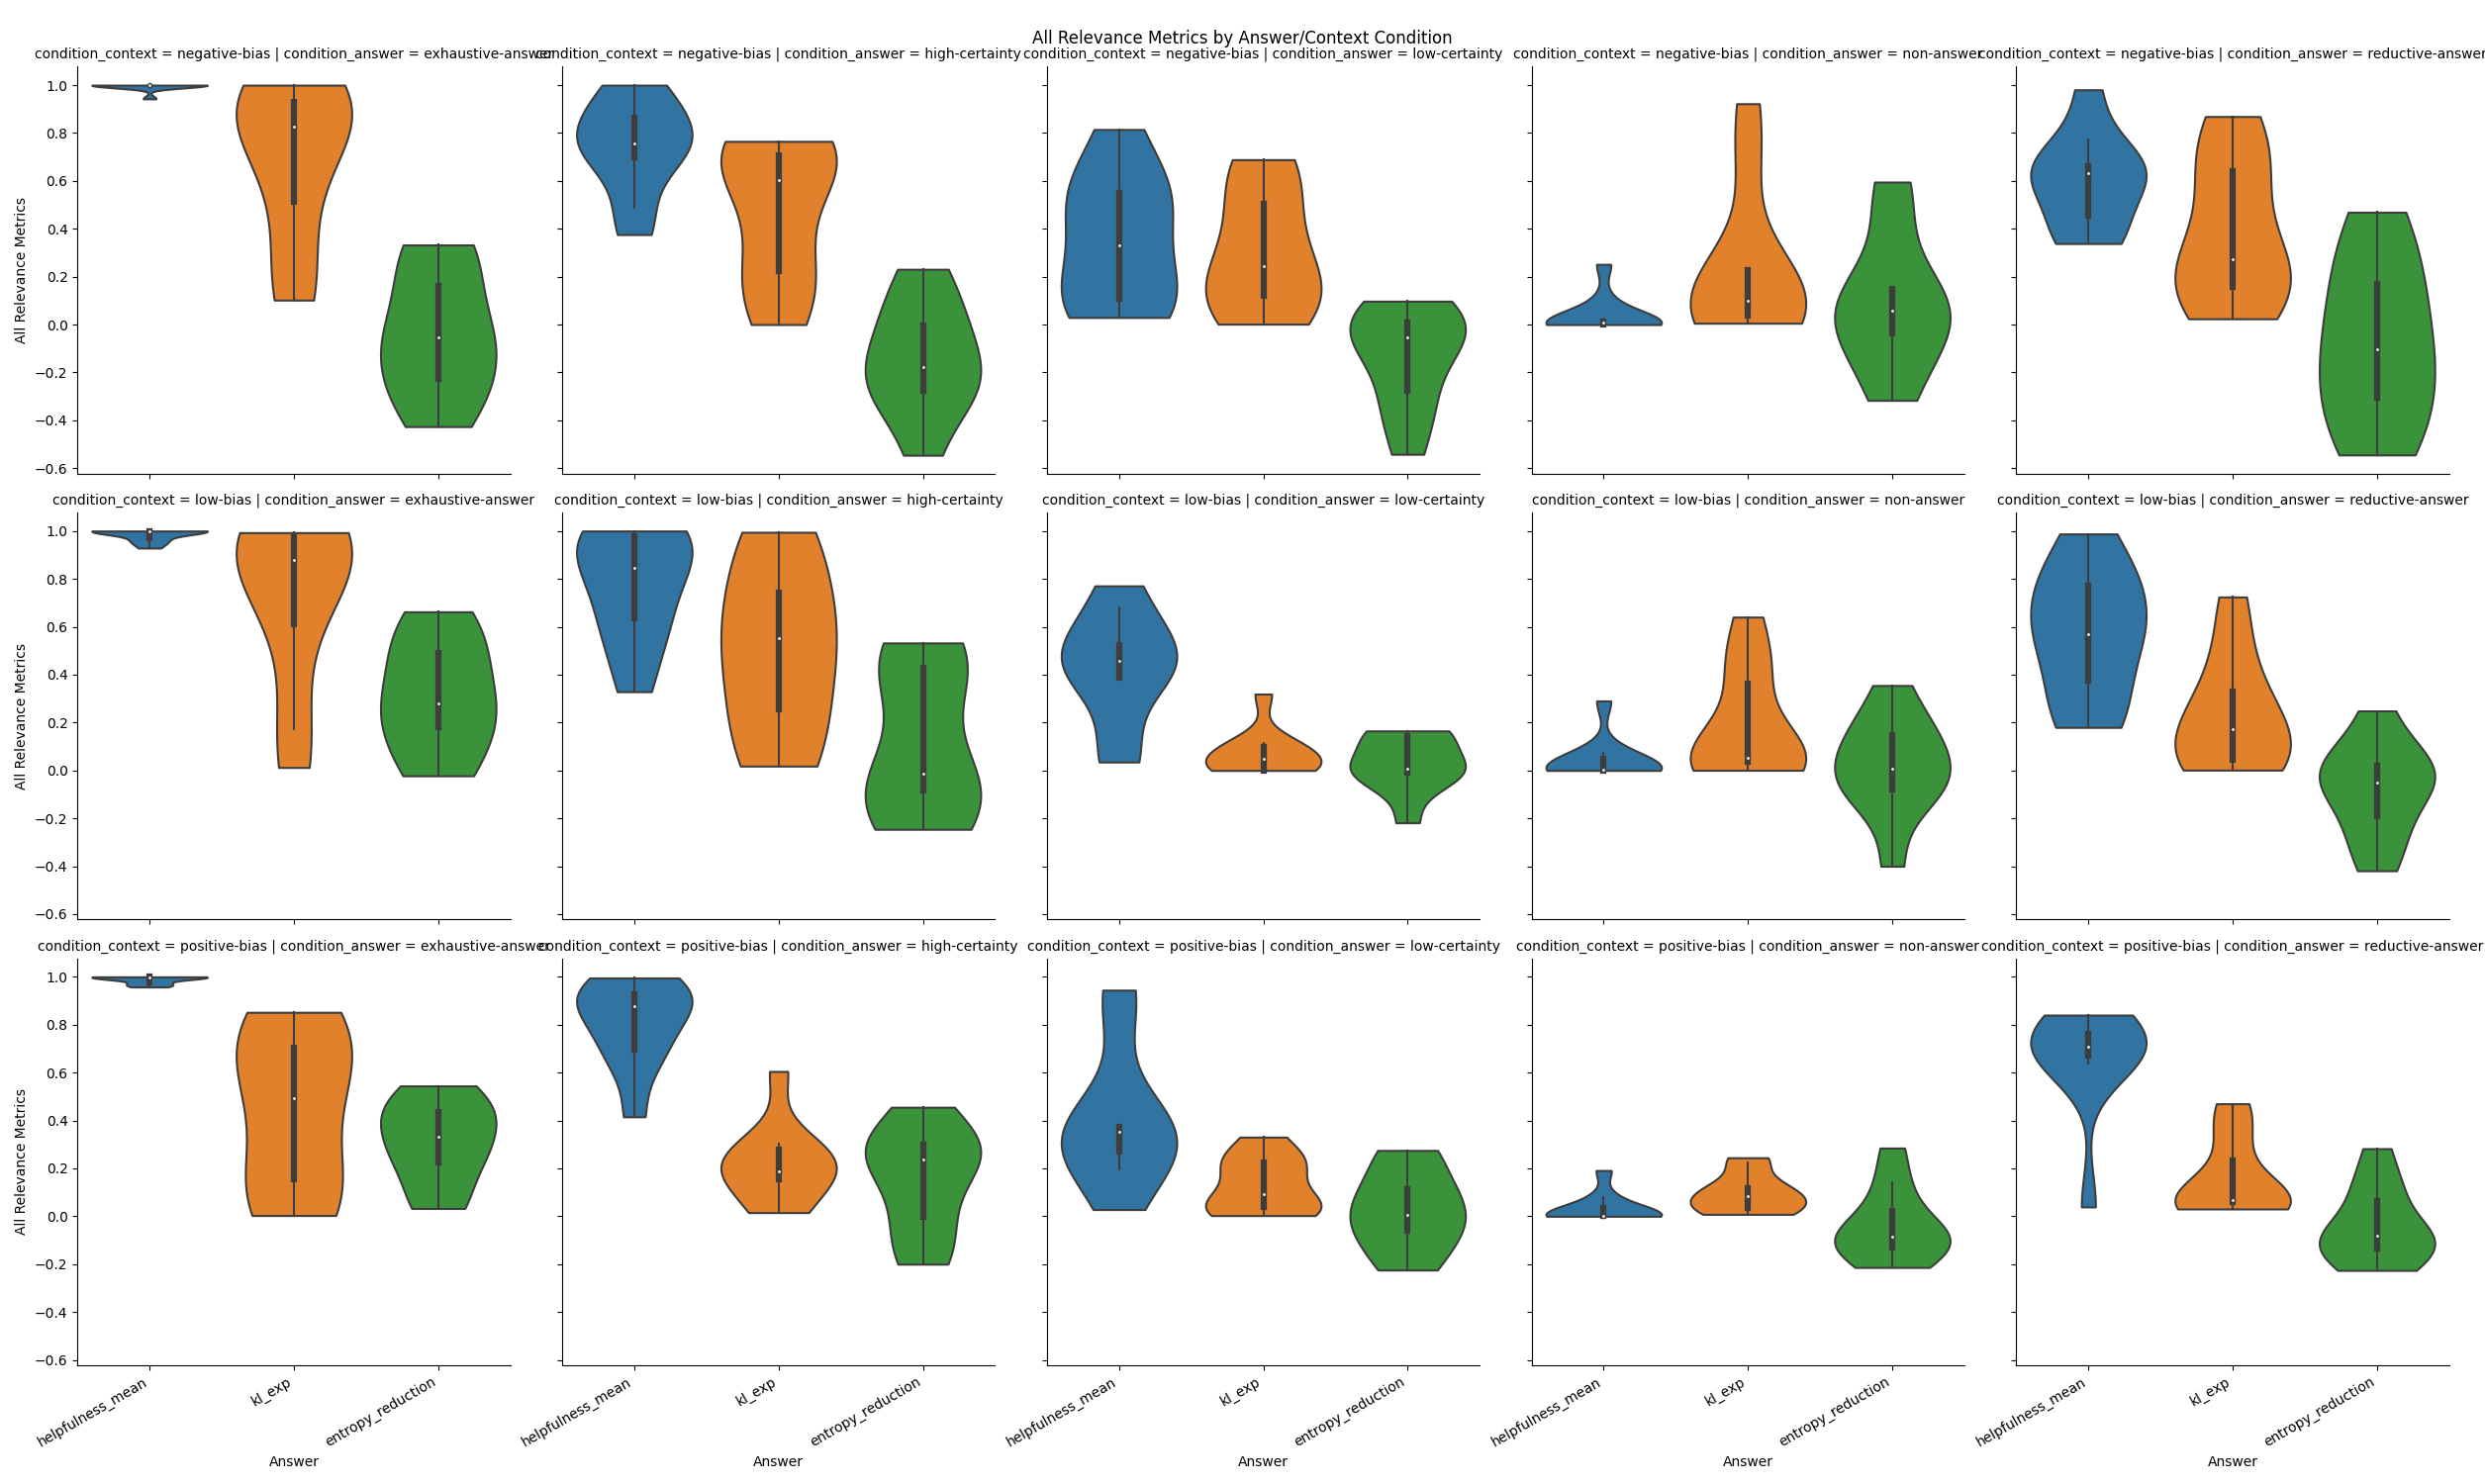 All Relevance Metrics by Answer/Context Condition
condition_context = negative-bias | condition_answer = exhaustive-answer
condition_context = negative-bias | condition_answer = high-certainty
condition_context = negative-bias | condition_answer = low-certainty
condition_context = negative-bias | condition_answer = non-answer
condition_context = negative-bias | condition_answer = reductive-answer
All Relevance Metrics
1.0
0.8
0.6
0.4
0.2
0.0
−0.2
−0.4
−0.6
condition_context = low-bias | condition_answer = exhaustive-answer
condition_context = low-bias | condition_answer = high-certainty
condition_context = low-bias | condition_answer = low-certainty
condition_context = low-bias | condition_answer = non-answer
condition_context = low-bias | condition_answer = reductive-answer
All Relevance Metrics
1.0
0.8
0.6
0.4
0.2
0.0
−0.2
−0.4
−0.6
condition_context = positive-bias | condition_answer = exhaustive-answer
condition_context = positive-bias | condition_answer = high-certainty
condition_context = positive-bias | condition_answer = low-certainty
condition_context = positive-bias | condition_answer = non-answer
condition_context = positive-bias | condition_answer = reductive-answer
All Relevance Metrics
1.0
0.8
0.6
0.4
0.2
0.0
−0.2
−0.4
−0.6
helpfulness_mean
kl_exp
entropy_reduction
Answer
helpfulness_mean
kl_exp
entropy_reduction
Answer
helpfulness_mean
kl_exp
entropy_reduction
Answer
helpfulness_mean
kl_exp
entropy_reduction
Answer
helpfulness_mean
kl_exp
entropy_reduction
Answer